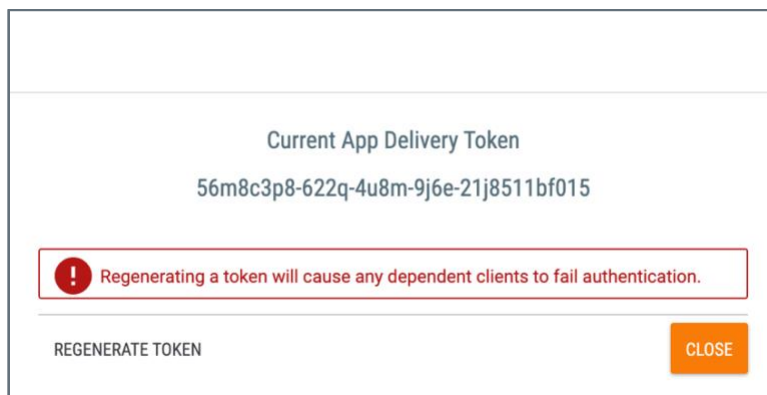 Current App Delivery Token
56m8c3p8-622q-4u8m-9j6e-21j8511bf015
! Regenerating a token will cause any dependent clients to fail authentication.
REGENERATE TOKEN
CLOSE